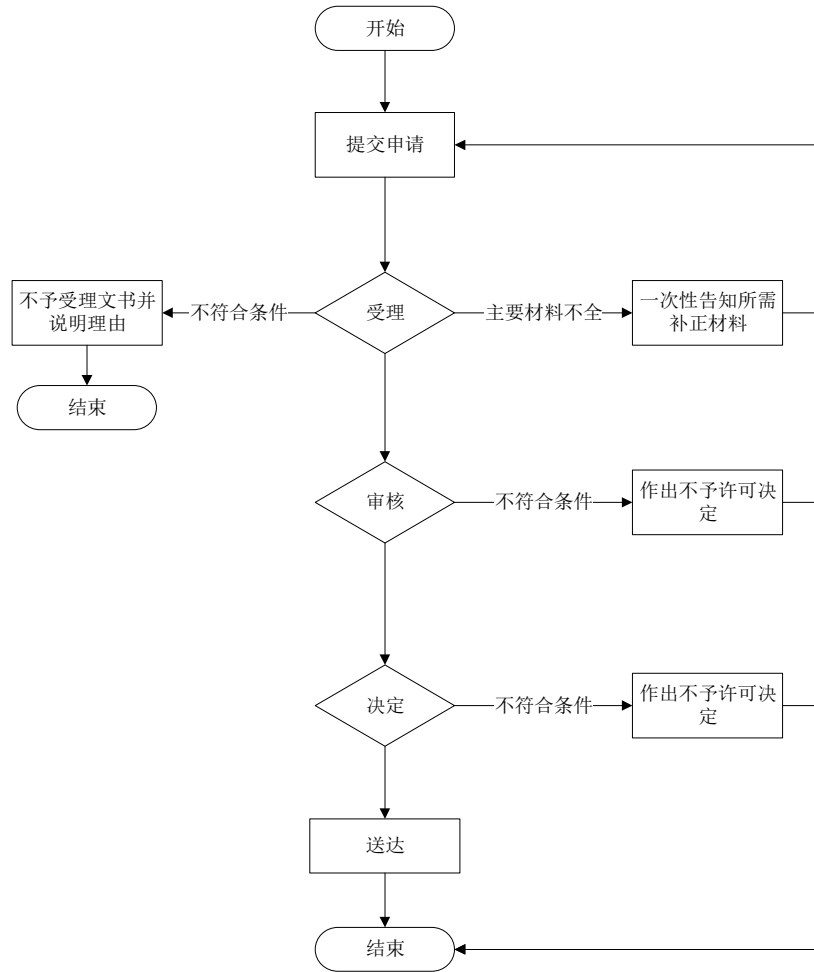 开始
提交申请
不予受理文书并
说明理由
不符合条件
受理
主要材料不全
一次性告知所需
补正材料
结束
审核
不符合条件
作出不予许可决
定
决定
不符合条件
作出不予许可决
定
送达
结束